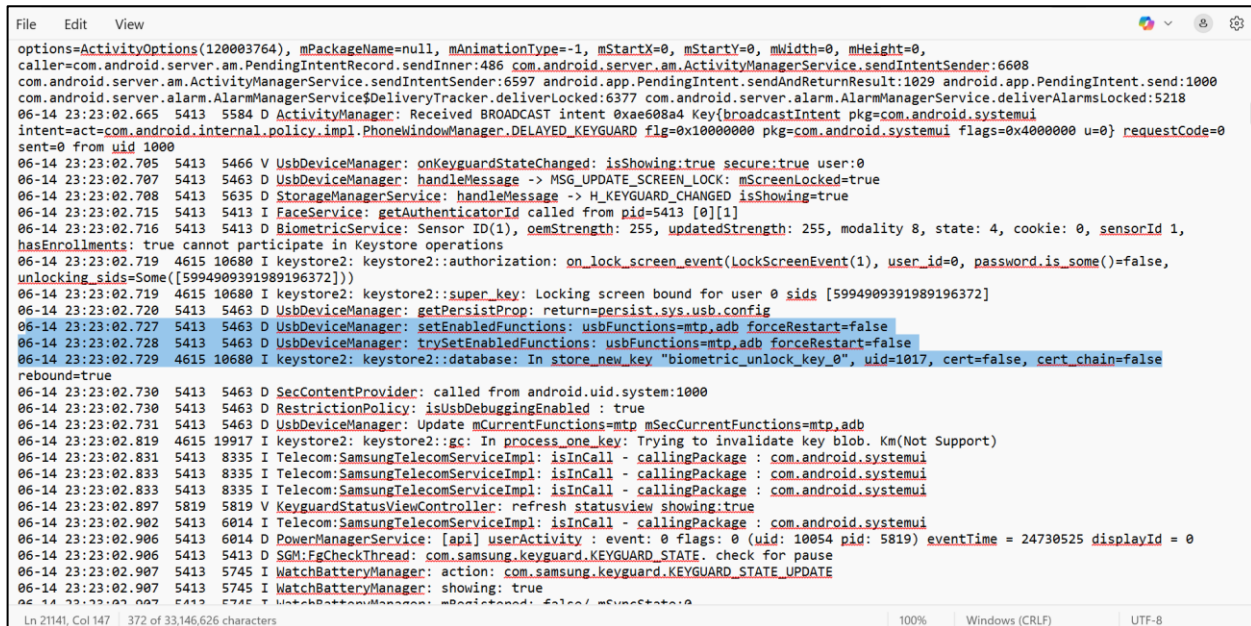 File Edit View
options=ActivityOptions(120003764), mPackageName=null, mAnimationType=-1, mStartX=0, mStartY=0, mWidth=0, mHeight=0,
caller=com.android.server.am.PendingIntentRecord.sendInner:486 com.android.server.am.ActivityManagerService.sendIntentSender:6608
com.android.server.am.ActivityManagerService.sendIntentSender:6597 android.app.PendingIntent.sendAndReturnResult:1029 android.app.PendingIntent.send:1000
com.android.server.alarm.AlarmManagerService$DeliveryTracker.deliverLocked:6377 com.android.server.alarm.AlarmManagerService.deliverAlarmsLocked:5218
06-14 23:23:02.665 5413 5584 D ActivityManager: Received BROADCAST intent 0xae608a4 Key{broadcastIntent pkg=com.android.systemui
intent=act=com.android.internal.policy.impl.PhoneWindowManager.DELAYED_KEYGUARD flg=0x10000000 pkg=com.android.systemui flags=0x4000000 u=0} requestCode=0
sent=0 from uid 1000
06-14 23:23:02.705 5413 5466 V UsbDeviceManager: onKeyguardStateChanged: isShowing:true secure:true user:0
06-14 23:23:02.707 5413 5463 D UsbDeviceManager: handleMessage -> MSG_UPDATE_SCREEN_LOCK: mScreenLocked=true
06-14 23:23:02.708 5413 5635 D StorageManagerService: handleMessage -> H_KEYGUARD_CHANGED isShowing=true
06-14 23:23:02.715 5413 5413 I FaceService: getAuthenticatorId called from pid=5413 [0][1]
06-14 23:23:02.716 5413 5413 D BiometricService: Sensor ID(1), oemStrength: 255, updatedStrength: 255, modality 8, state: 4, cookie: 0, sensorId 1,
hasEnrollments: true cannot participate in Keystore operations
06-14 23:23:02.719 4615 10680 I keystore2: keystore2::authorization: on_lock_screen_event(LockScreenEvent(1), user_id=0, password.is_some()=false,
unlocking_sids=Some([5994909391989196372]))
06-14 23:23:02.719 4615 10680 I keystore2: keystore2::super_key: Locking screen bound for user 0 sids [5994909391989196372]
06-14 23:23:02.720 5413 5463 D UsbDeviceManager: getPersistProp: return=persist.sys.usb.config
06-14 23:23:02.727 5413 5463 D UsbDeviceManager: setEnabledFunctions: usbFunctions=mtp,adb forceRestart=false
06-14 23:23:02.728 5413 5463 D UsbDeviceManager: trySetEnabledFunctions: usbFunctions=mtp,adb forceRestart=false
06-14 23:23:02.729 4615 10680 I keystore2: keystore2::database: In store_new_key "biometric_unlock_key_0", uid=1017, cert=false, cert_chain=false
rebound=true
06-14 23:23:02.730 5413 5463 D SecContentProvider: called from android.uid.system:1000
06-14 23:23:02.730 5413 5463 D RestrictionPolicy: isUsbDebuggingEnabled : true
06-14 23:23:02.731 5413 5463 D UsbDeviceManager: Update mCurrentFunctions=mtp mSecCurrentFunctions=mtp,adb
06-14 23:23:02.819 4615 19917 I keystore2: keystore2::gc: In process_one_key: Trying to invalidate key blob. Km(Not Support)
06-14 23:23:02.831 5413 8335 I Telecom:SamsungTelecomServiceImpl: isInCall - callingPackage : com.android.systemui
06-14 23:23:02.833 5413 8335 I Telecom:SamsungTelecomServiceImpl: isInCall - callingPackage : com.android.systemui
06-14 23:23:02.833 5413 8335 I Telecom:SamsungTelecomServiceImpl: isInCall - callingPackage : com.android.systemui
06-14 23:23:02.897 5819 5819 V KeyguardStatusViewController: refresh statusview showing:true
06-14 23:23:02.902 5413 6014 I Telecom:SamsungTelecomServiceImpl: isInCall - callingPackage : com.android.systemui
06-14 23:23:02.906 5413 6014 D PowerManagerService: [api] userActivity : event: 0 flags: 0 (uid: 10054 pid: 5819) eventTime = 24730525 displayId = 0
06-14 23:23:02.906 5413 5413 D SGM:FgCheckThread: com.samsung.keyguard.KEYGUARD_STATE. check for pause
06-14 23:23:02.907 5413 5745 I WatchBatteryManager: action: com.samsung.keyguard.KEYGUARD_STATE_UPDATE
06-14 23:23:02.907 5413 5745 I WatchBatteryManager: showing: true
06-14 23:23:02.907 5413 5745 I WatchBatteryManager: mRegistered: false/ mSyncState:0
Ln 21141, Col 147 372 of 33,146,626 characters 100% Windows (CRLF) UTF-8